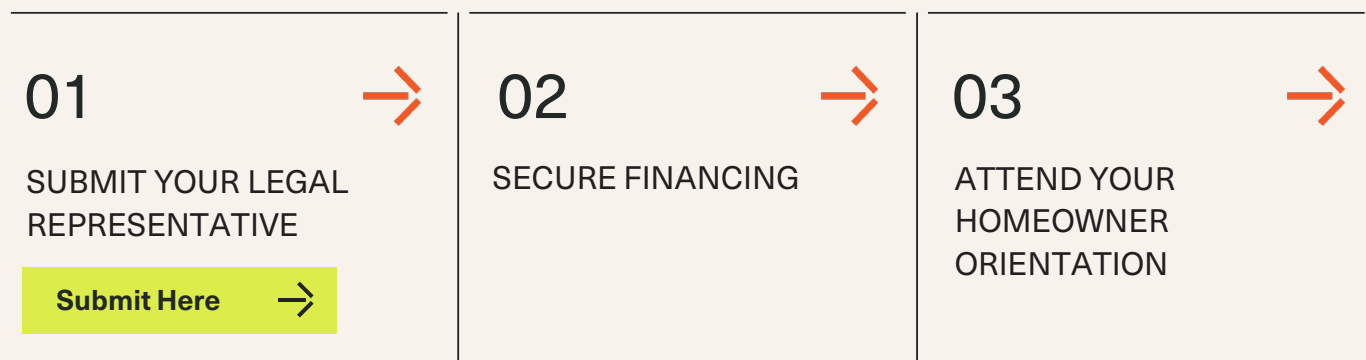 01
SUBMIT YOUR LEGAL
REPRESENTATIVE
Submit Here
02
SECURE FINANCING
03
ATTEND YOUR
HOMEOWNER
ORIENTATION